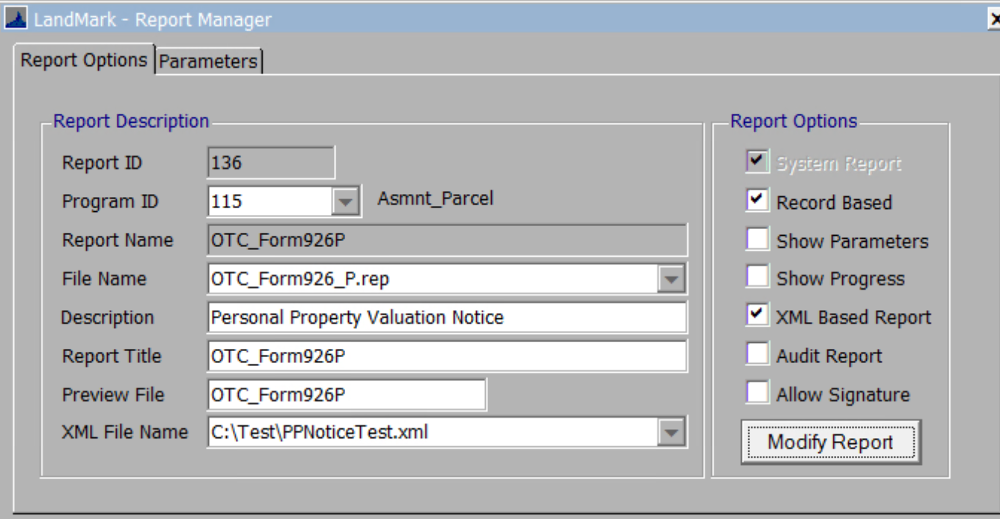 LandMark - Report Manager
Report Options
Parameters
Report Description
Report ID
136
Program ID
115
Asmnt_Parcel
Report Name
OTC_Form926P
File Name
OTC_Form926_P.rep
Description
Personal Property Valuation Notice
Report Title
OTC_Form926P
Preview File
OTC_Form926P
XML File Name
C:\Test\PPNoticeTest.xml
Report Options
System Report
Record Based
Show Parameters
Show Progress
XML Based Report
Audit Report
Allow Signature
Modify Report